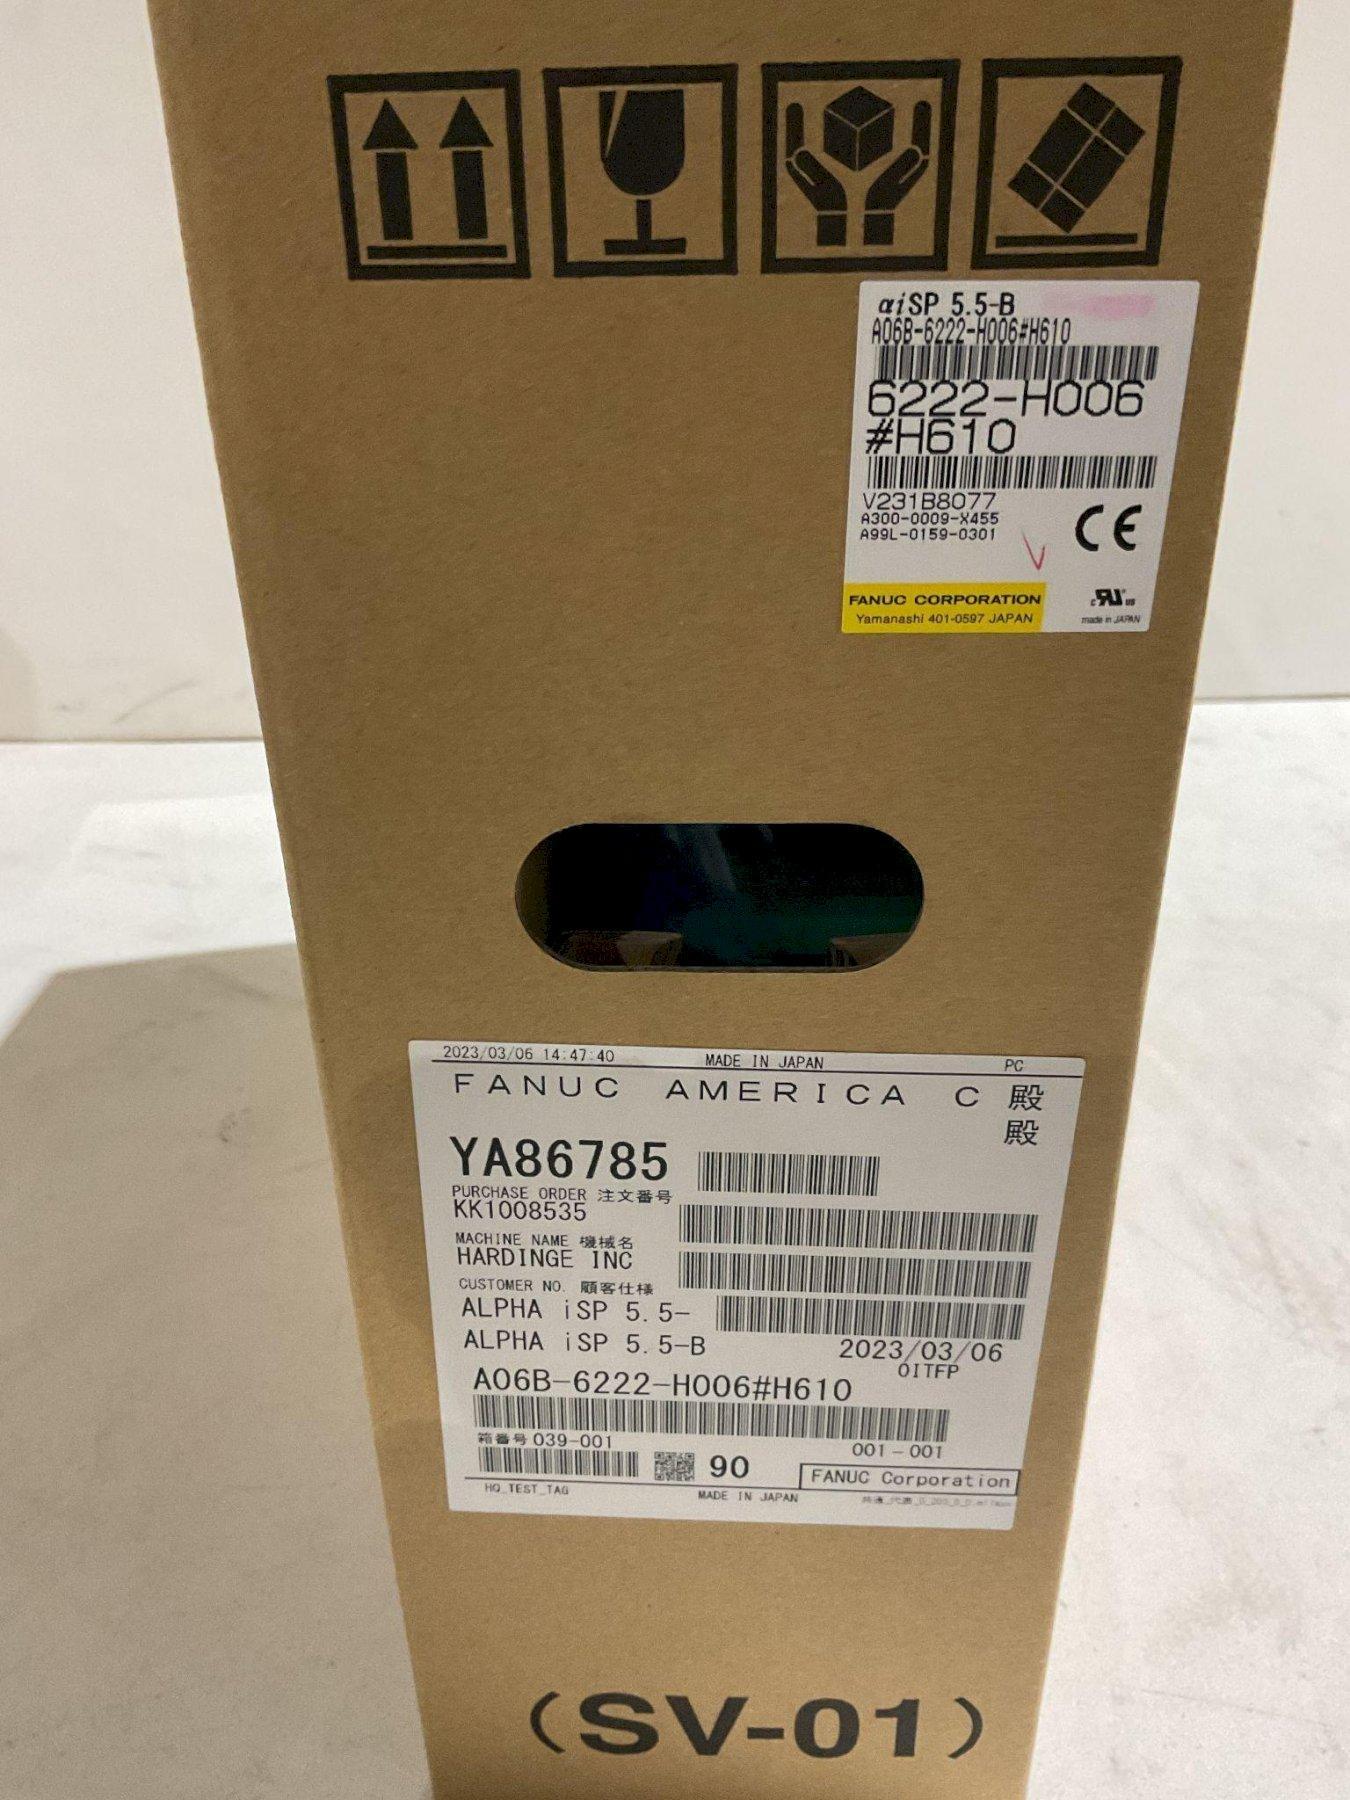 αiSP 5.5-B
A06B-6222-H006#H610
6222-H006
#H610
V231B8077
A300-0009-X455
A99L-0159-0301
CE
FANUC CORPORATION
Yamanashi 401-0597 JAPAN
c RU us
made in JAPAN
2023/03/06 14:47:40 MADE IN JAPAN PC
FANUC AMERICA C 殿
殿
YA86785
PURCHASE ORDER 注文番号
KK1008535
MACHINE NAME 機械名
HARDINGE INC
CUSTOMER NO. 顧客仕様
ALPHA iSP 5.5-
ALPHA iSP 5.5-B 2023/03/06
OITFP
A06B-6222-H006#H610
箱番号 039-001 001-001
90 FANUC Corporation
HQ_TEST_TAG MADE IN JAPAN
(SV-01)